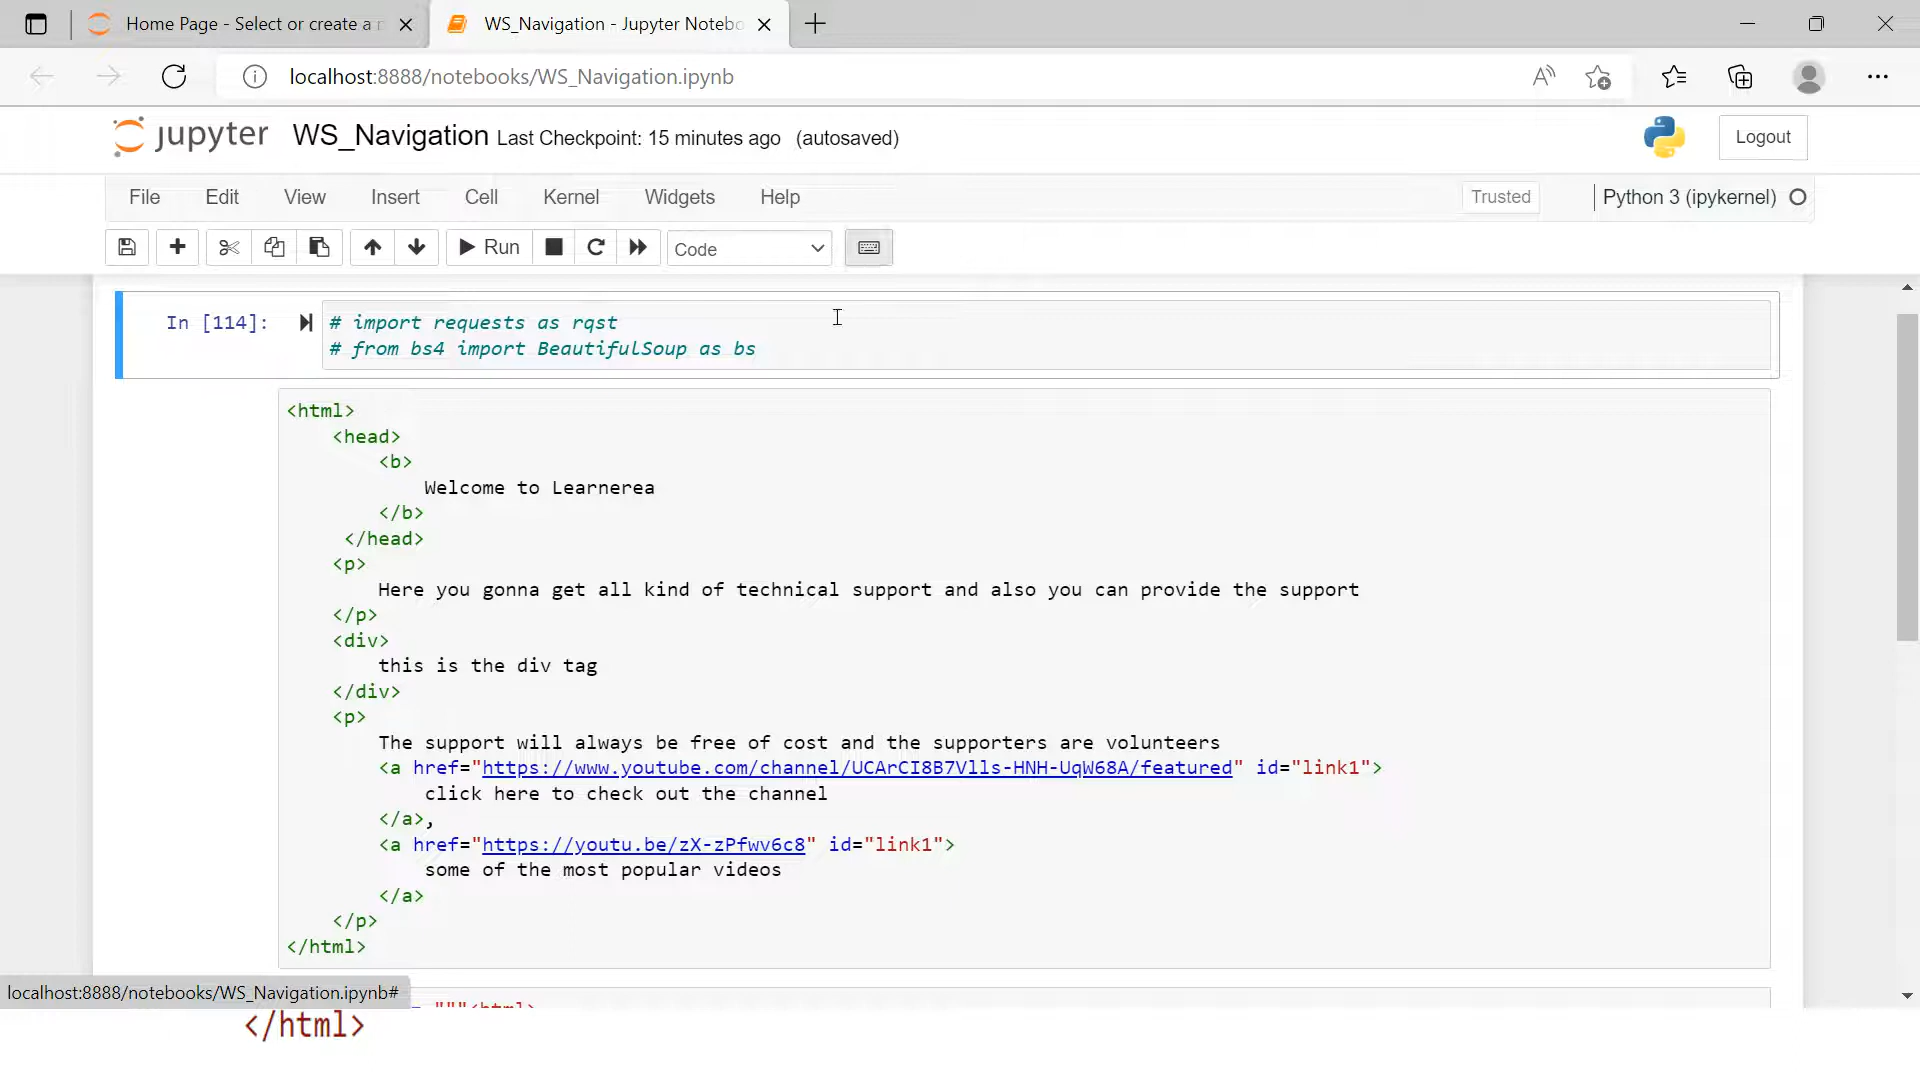 Home Page - Select or create a n
WS_Navigation - Jupyter Notebo
localhost:8888/notebooks/WS_Navigation.ipynb
jupyter WS_Navigation Last Checkpoint: 15 minutes ago (autosaved)
Logout
File Edit View Insert Cell Kernel Widgets Help
Trusted
Python 3 (ipykernel)
Run
Code
In [114]:
# import requests as rqst
# from bs4 import BeautifulSoup as bs
<html>
<head>
<b>
Welcome to Learnerea
</b>
</head>
<p>
Here you gonna get all kind of technical support and also you can provide the support
</p>
<div>
this is the div tag
</div>
<p>
The support will always be free of cost and the supporters are volunteers
<a href="https://www.youtube.com/channel/UCArCI8B7Vlls-HNH-UqW68A/featured" id="link1">
click here to check out the channel
</a>,
<a href="https://youtu.be/zX-zPfwv6c8" id="link1">
some of the most popular videos
</a>
</p>
</html>
localhost:8888/notebooks/WS_Navigation.ipynb#
"""<html>
</html>